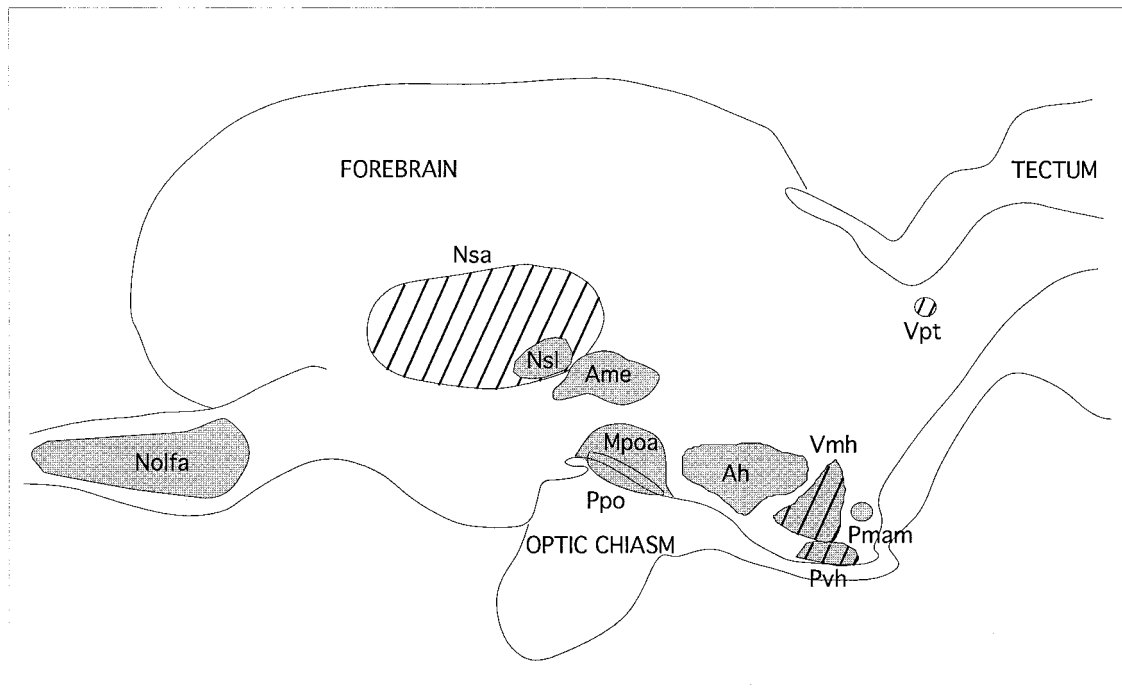 FOREBRAIN
TECTUM
Nsa
Vpt
Nsl
Ame
Mpoa
Vmh
Nolfa
Ah
Ppo
Pmam
OPTIC CHIASM
Pvh